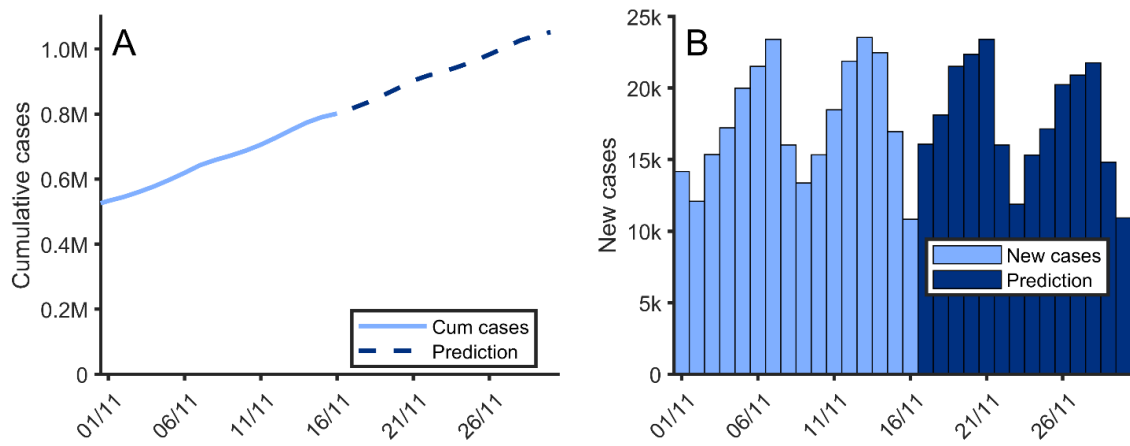 A
Cumulative cases
1.0M
0.8M
0.6M
0.4M
0.2M
0
01/11
06/11
11/11
16/11
21/11
26/11
Cum cases
Prediction
B
New cases
25k
20k
15k
10k
5k
0
01/11
06/11
11/11
16/11
21/11
26/11
New cases
Prediction